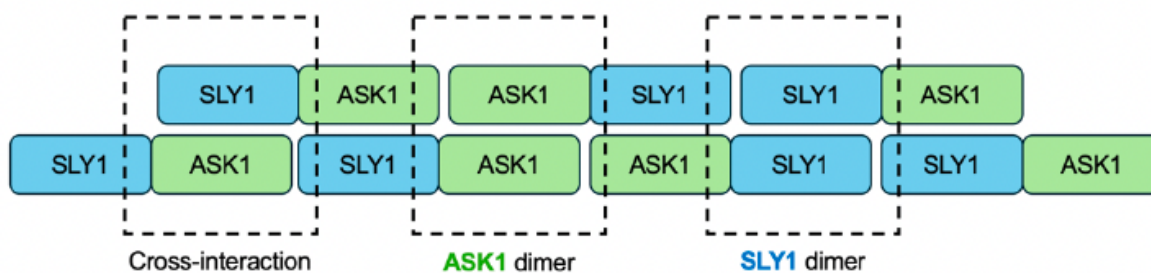 SLY1 ASK1 ASK1 SLY1 SLY1 ASK1
SLY1 ASK1 SLY1 ASK1 ASK1 SLY1 SLY1 ASK1
Cross-interaction ASK1 dimer SLY1 dimer